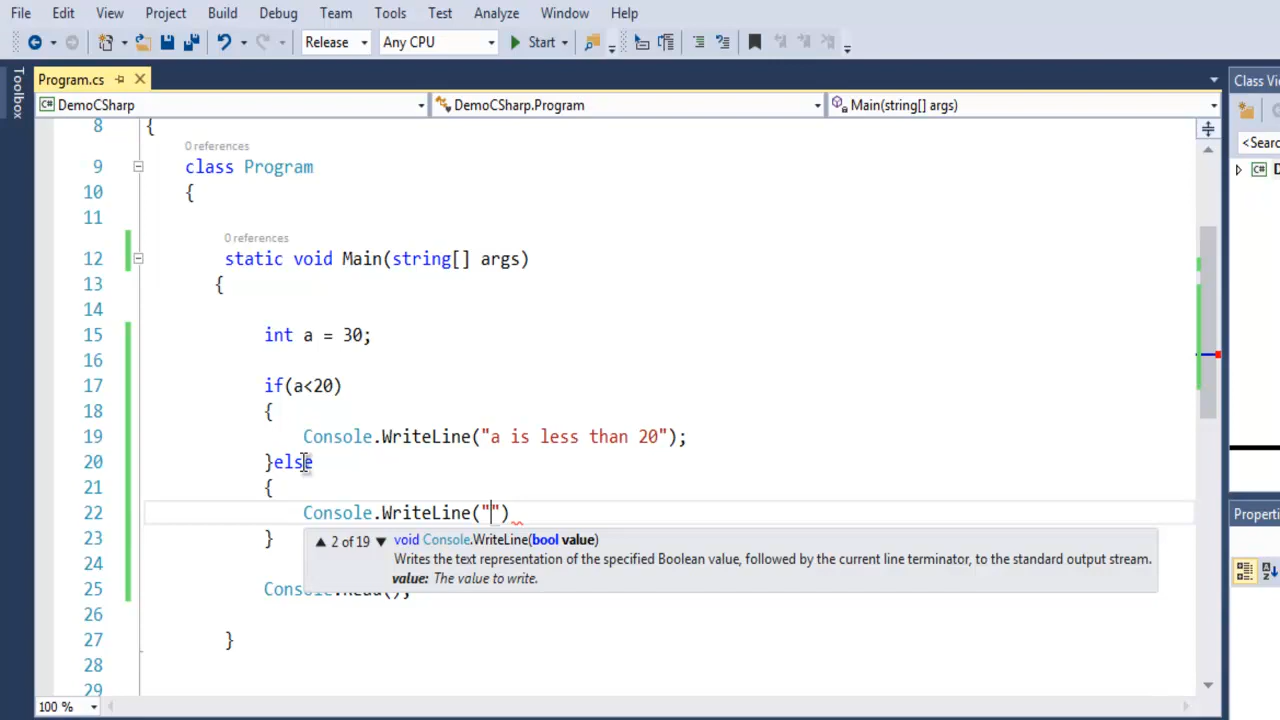 File Edit View Project Build Debug Team Tools Test Analyze Window Help
Release Any CPU Start
Toolbox
Program.cs
Class Vie
DemoCSharp DemoCSharp.Program Main(string[] args)
<Searc
8 {
0 references
9 class Program
10 {
11
0 references
12 static void Main(string[] args)
13 {
14
15 int a = 30;
16
17 if(a<20)
18 {
19 Console.WriteLine("a is less than 20");
20 }else
21 {
22 Console.WriteLine("")
Properti
23 }
2 of 19 void Console.WriteLine(bool value)
Writes the text representation of the specified Boolean value, followed by the current line terminator, to the standard output stream.
value: The value to write.
24
25
26
27 }
28
29
100 %